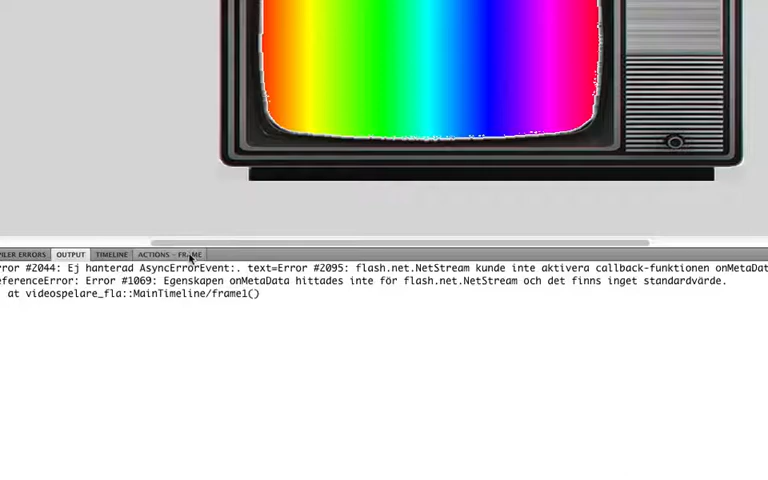 PILER ERRORS OUTPUT TIMELINE ACTIONS - FRAME
rror #2044: Ej hanterad AsyncErrorEvent:. text=Error #2095: flash.net.NetStream kunde inte aktivera callback-funktionen onMetaDat
eferenceError: Error #1069: Egenskapen onMetaData hittades inte för flash.net.NetStream och det finns inget standardvärde.
at videospelare_fla::MainTimeline/frame1()